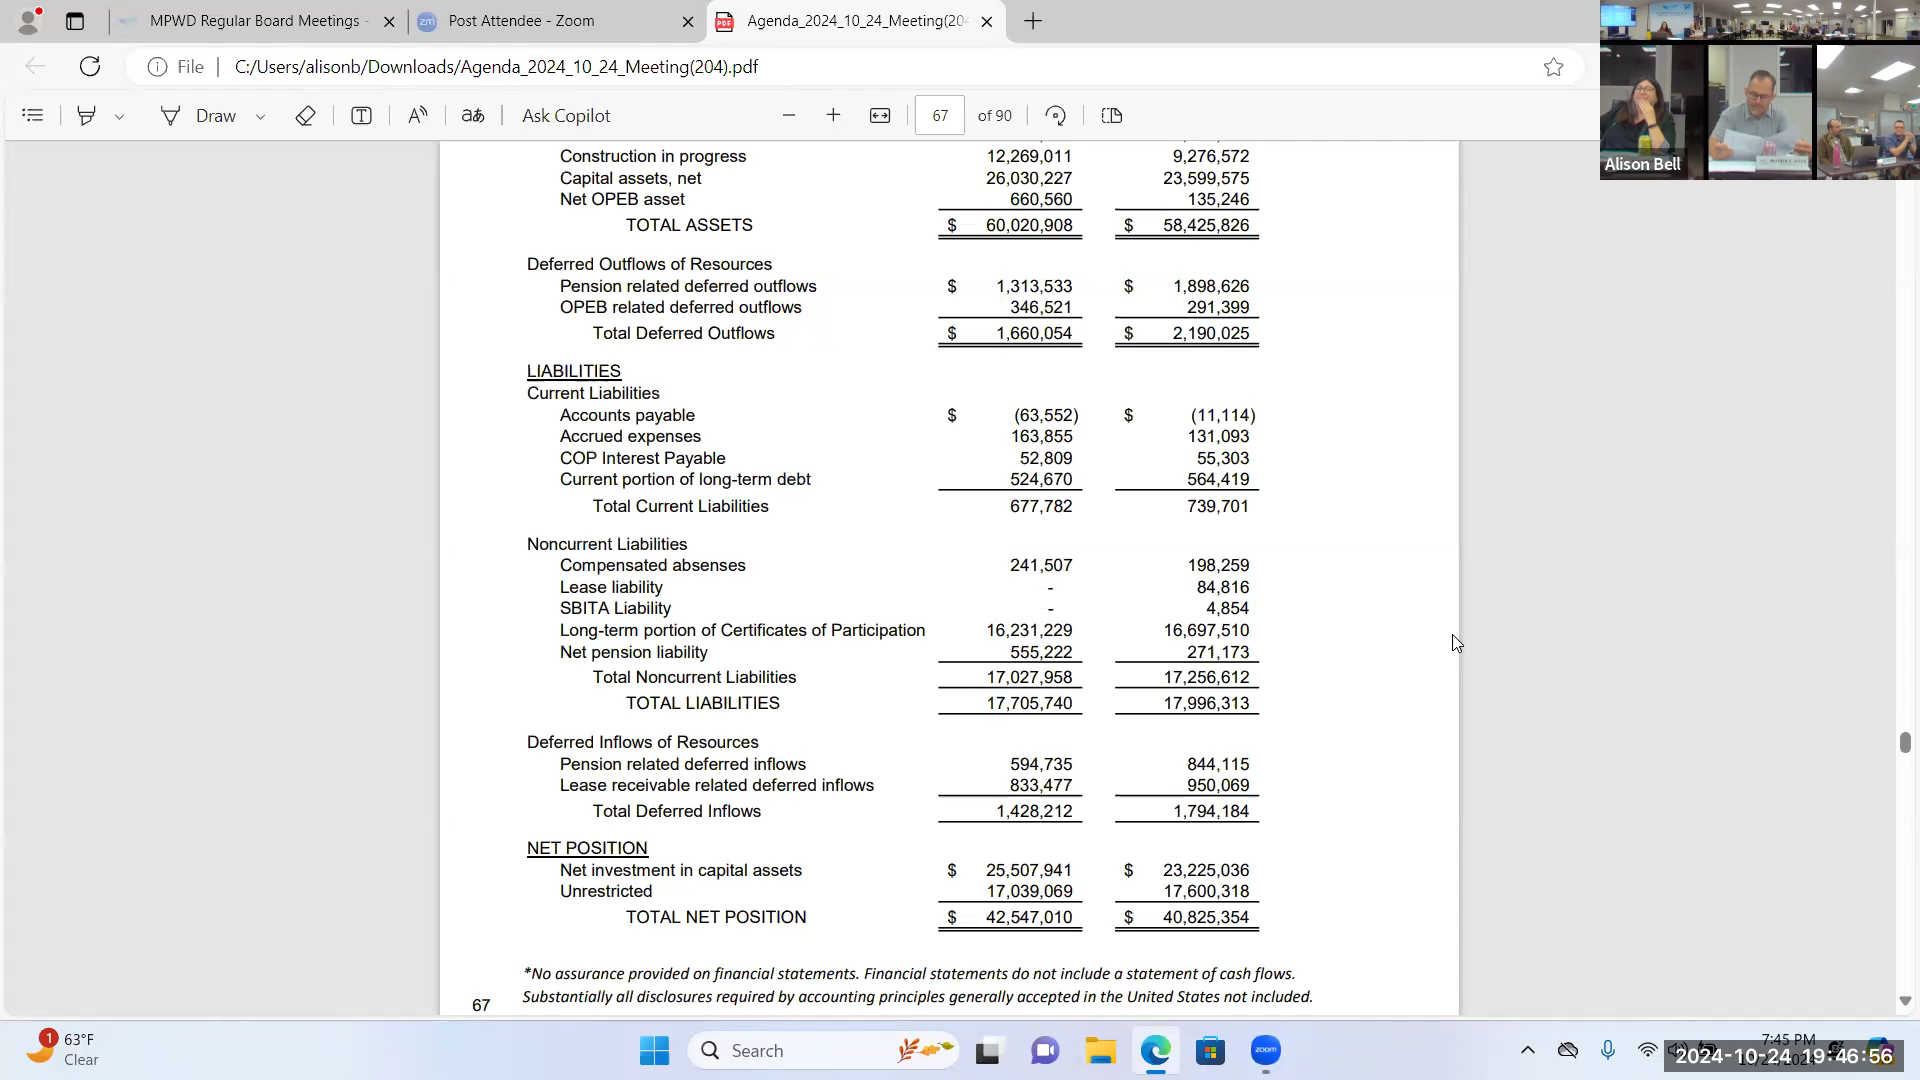 MPWD Regular Board Meetings -
Post Attendee - Zoom
Agenda_2024_10_24_Meeting(204
File
C:/Users/alisonb/Downloads/Agenda_2024_10_24_Meeting(204).pdf
Draw
Ask Copilot
67 of 90
Alison Bell
Construction in progress 12,269,011 9,276,572
Capital assets, net 26,030,227 23,599,575
Net OPEB asset 660,560 135,246
TOTAL ASSETS $ 60,020,908 $ 58,425,826
Deferred Outflows of Resources
Pension related deferred outflows $ 1,313,533 $ 1,898,626
OPEB related deferred outflows 346,521 291,399
Total Deferred Outflows $ 1,660,054 $ 2,190,025
LIABILITIES
Current Liabilities
Accounts payable $ (63,552) $ (11,114)
Accrued expenses 163,855 131,093
COP Interest Payable 52,809 55,303
Current portion of long-term debt 524,670 564,419
Total Current Liabilities 677,782 739,701
Noncurrent Liabilities
Compensated absenses 241,507 198,259
Lease liability - 84,816
SBITA Liability - 4,854
Long-term portion of Certificates of Participation 16,231,229 16,697,510
Net pension liability 555,222 271,173
Total Noncurrent Liabilities 17,027,958 17,256,612
TOTAL LIABILITIES 17,705,740 17,996,313
Deferred Inflows of Resources
Pension related deferred inflows 594,735 844,115
Lease receivable related deferred inflows 833,477 950,069
Total Deferred Inflows 1,428,212 1,794,184
NET POSITION
Net investment in capital assets $ 25,507,941 $ 23,225,036
Unrestricted 17,039,069 17,600,318
TOTAL NET POSITION $ 42,547,010 $ 40,825,354
*No assurance provided on financial statements. Financial statements do not include a statement of cash flows.
Substantially all disclosures required by accounting principles generally accepted in the United States not included.
67
1
63°F
Clear
Search
zoom
7:45 PM
2024-10-24 19:46:56